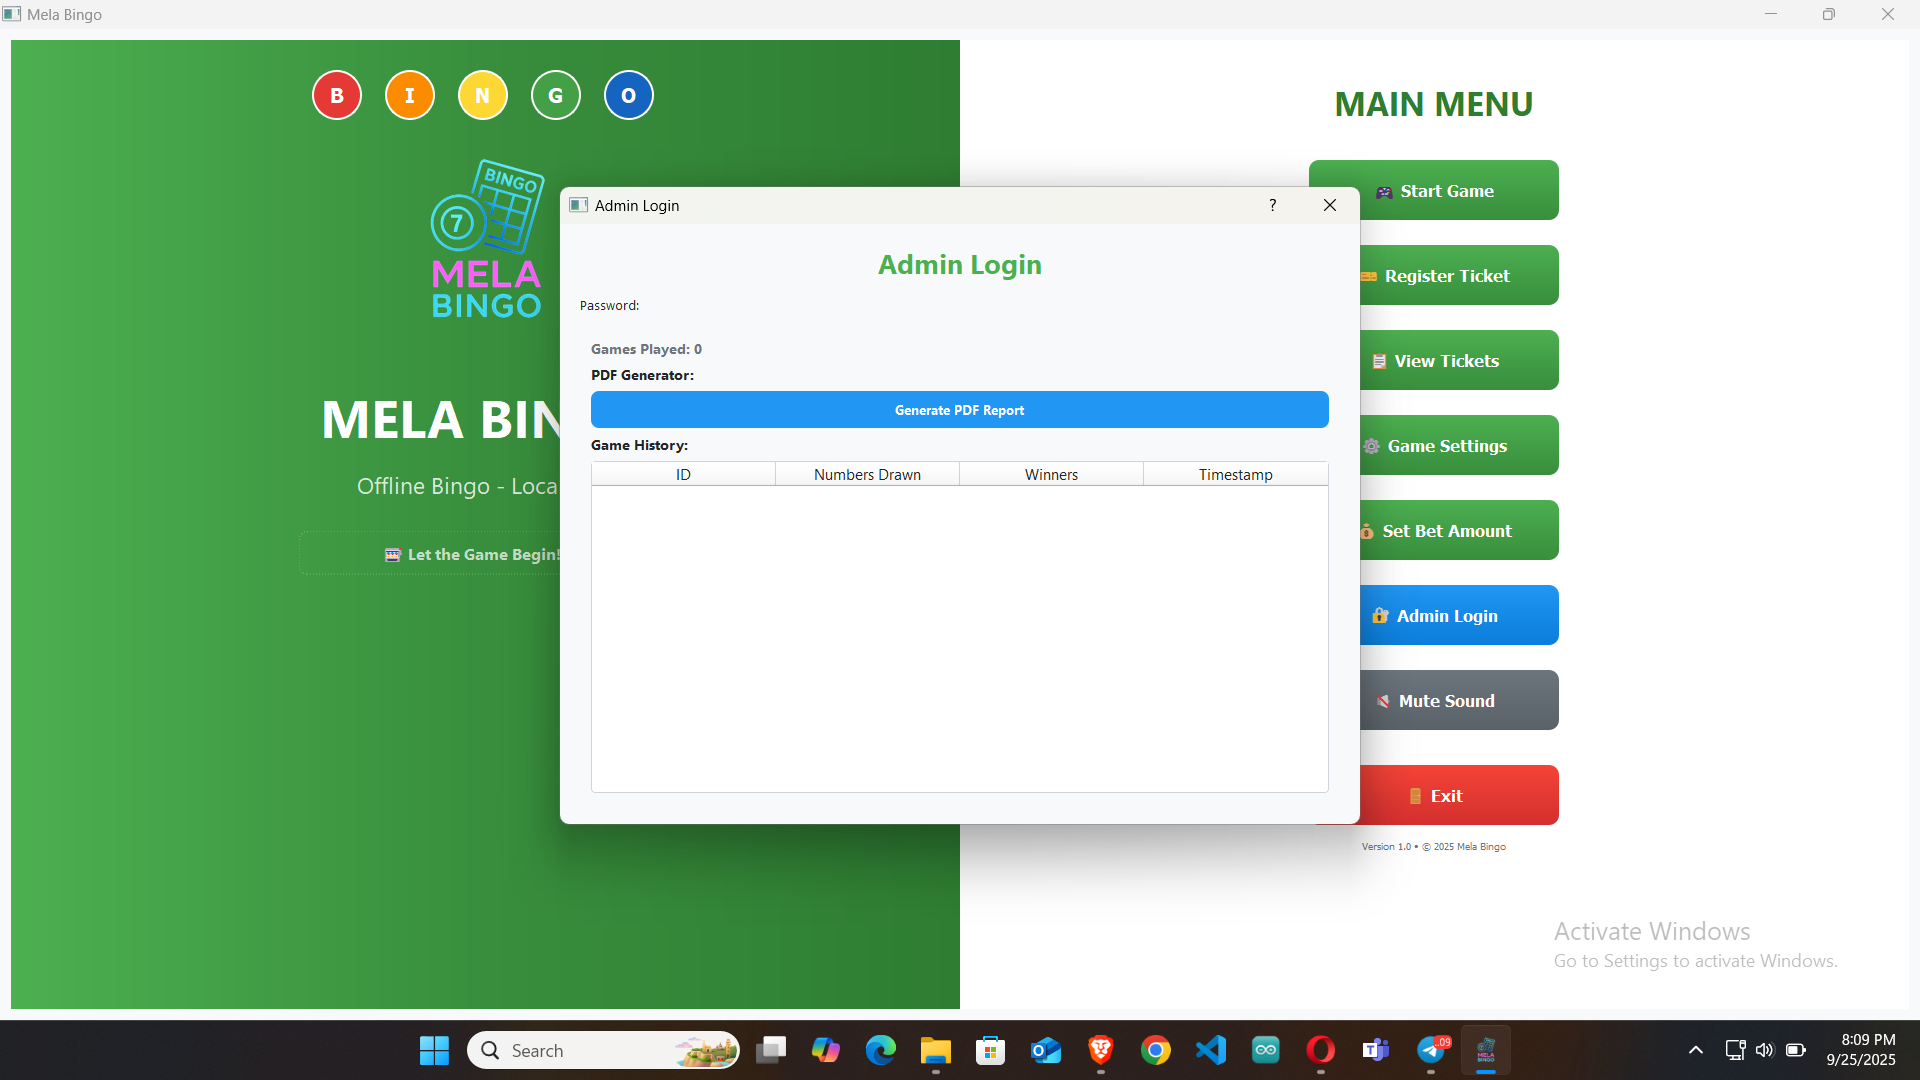 Mela Bingo
B I N G O
BINGO
7
MELA
BINGO
MELA BIN
Offline Bingo - Loca
Let the Game Begin!
MAIN MENU
Start Game
Register Ticket
View Tickets
Game Settings
Set Bet Amount
Admin Login
Mute Sound
Exit
Version 1.0 • © 2025 Mela Bingo
Admin Login
?
Admin Login
Password:
Games Played: 0
PDF Generator:
Generate PDF Report
Game History:
ID Numbers Drawn Winners Timestamp
Activate Windows
Go to Settings to activate Windows.
Search
.09
MELA
BINGO
8:09 PM
9/25/2025